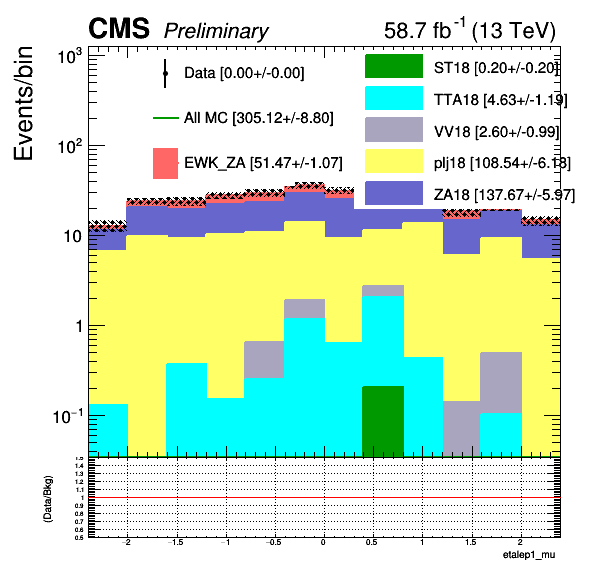 CMS Preliminary 58.7 fb⁻¹ (13 TeV)
Events/bin
10³
10²
10
1
10⁻¹
Data [0.00+/-0.00]
All MC [305.12+/-8.80]
EWK_ZA [51.47+/-1.07]
ST18 [0.20+/-0.20]
TTA18 [4.63+/-1.19]
VV18 [2.60+/-0.99]
plj18 [108.54+/-6.18]
ZA18 [137.67+/-5.97]
(Data/Bkg)
1.5
1.4
1.3
1.2
1.1
1
0.9
0.8
0.7
0.6
0.5
−2 −1.5 −1 −0.5 0 0.5 1 1.5 2
etalep1_mu